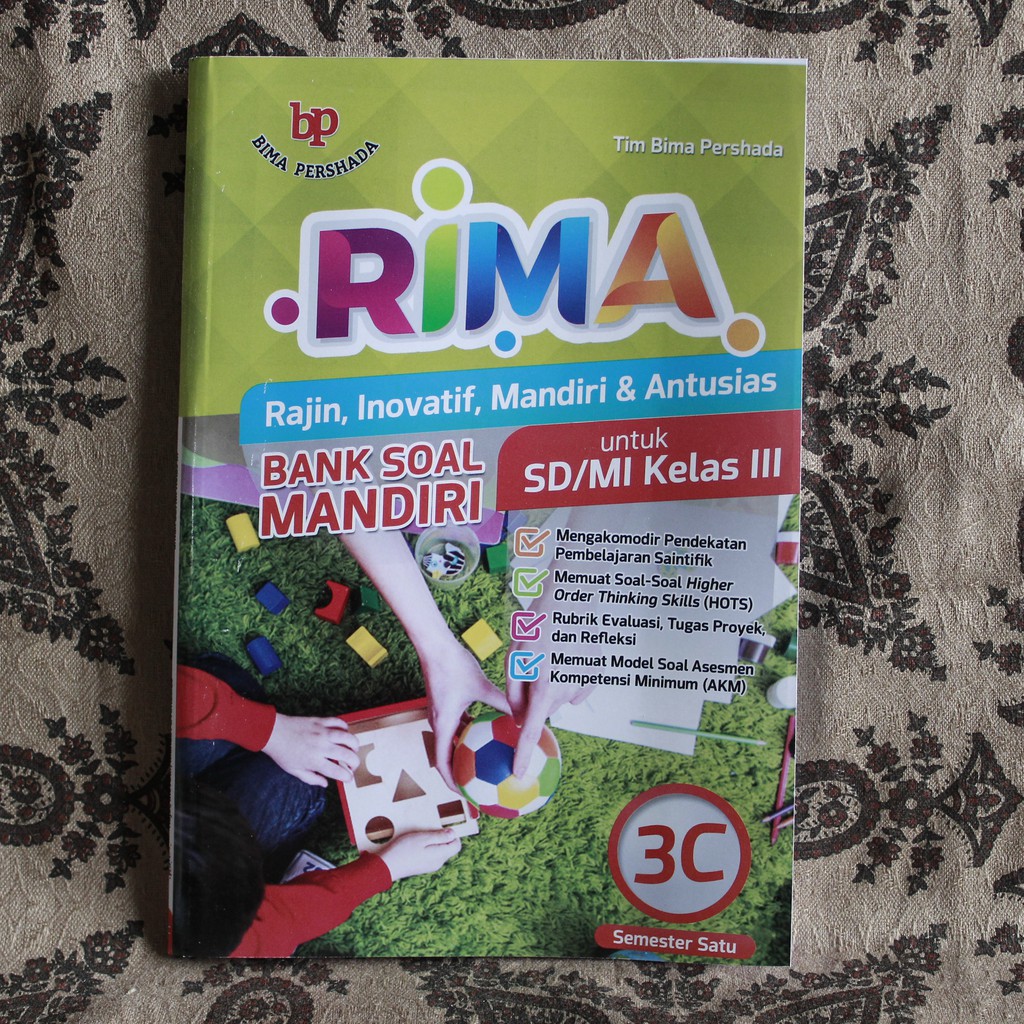 bp
BIMA PERSHADA
Tim Bima Pershada
RiMA
Rajin, Inovatif, Mandiri & Antusias
BANK SOAL
MANDIRI
untuk
SD/MI Kelas III
Mengakomodir Pendekatan
Pembelajaran Saintifik
Memuat Soal-Soal Higher
Order Thinking Skills (HOTS)
Rubrik Evaluasi, Tugas Proyek,
dan Refleksi
Memuat Model Soal Asesmen
Kompetensi Minimum (AKM)
3C
Semester Satu